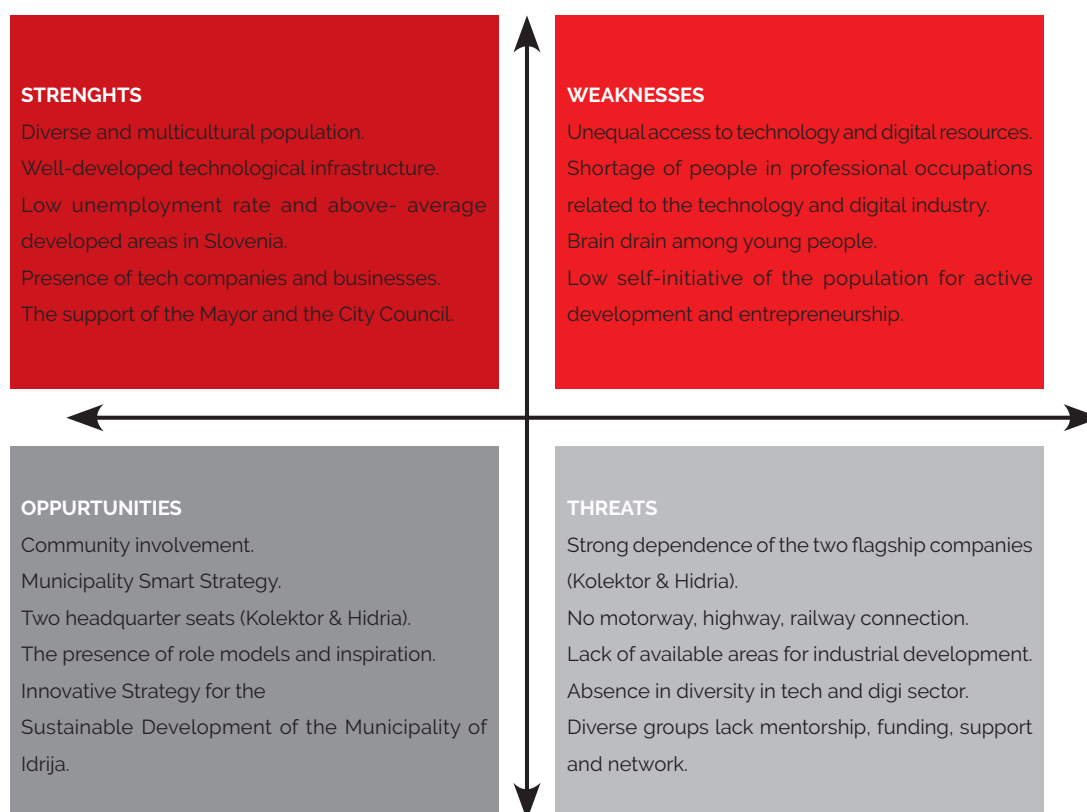 STRENGHTS
Diverse and multicultural population.
Well-developed technological infrastructure.
Low unemployment rate and above- average
developed areas in Slovenia.
Presence of tech companies and businesses.
The support of the Mayor and the City Council.
WEAKNESSES
Unequal access to technology and digital resources.
Shortage of people in professional occupations
related to the technology and digital industry.
Brain drain among young people.
Low self-initiative of the population for active
development and entrepreneurship.
OPPURTUNITIES
Community involvement.
Municipality Smart Strategy.
Two headquarter seats (Kolektor & Hidria).
The presence of role models and inspiration.
Innovative Strategy for the
Sustainable Development of the Municipality of
Idrija.
THREATS
Strong dependence of the two flagship companies
(Kolektor & Hidria).
No motorway, highway, railway connection.
Lack of available areas for industrial development.
Absence in diversity in tech and digi sector.
Diverse groups lack mentorship, funding, support
and network.